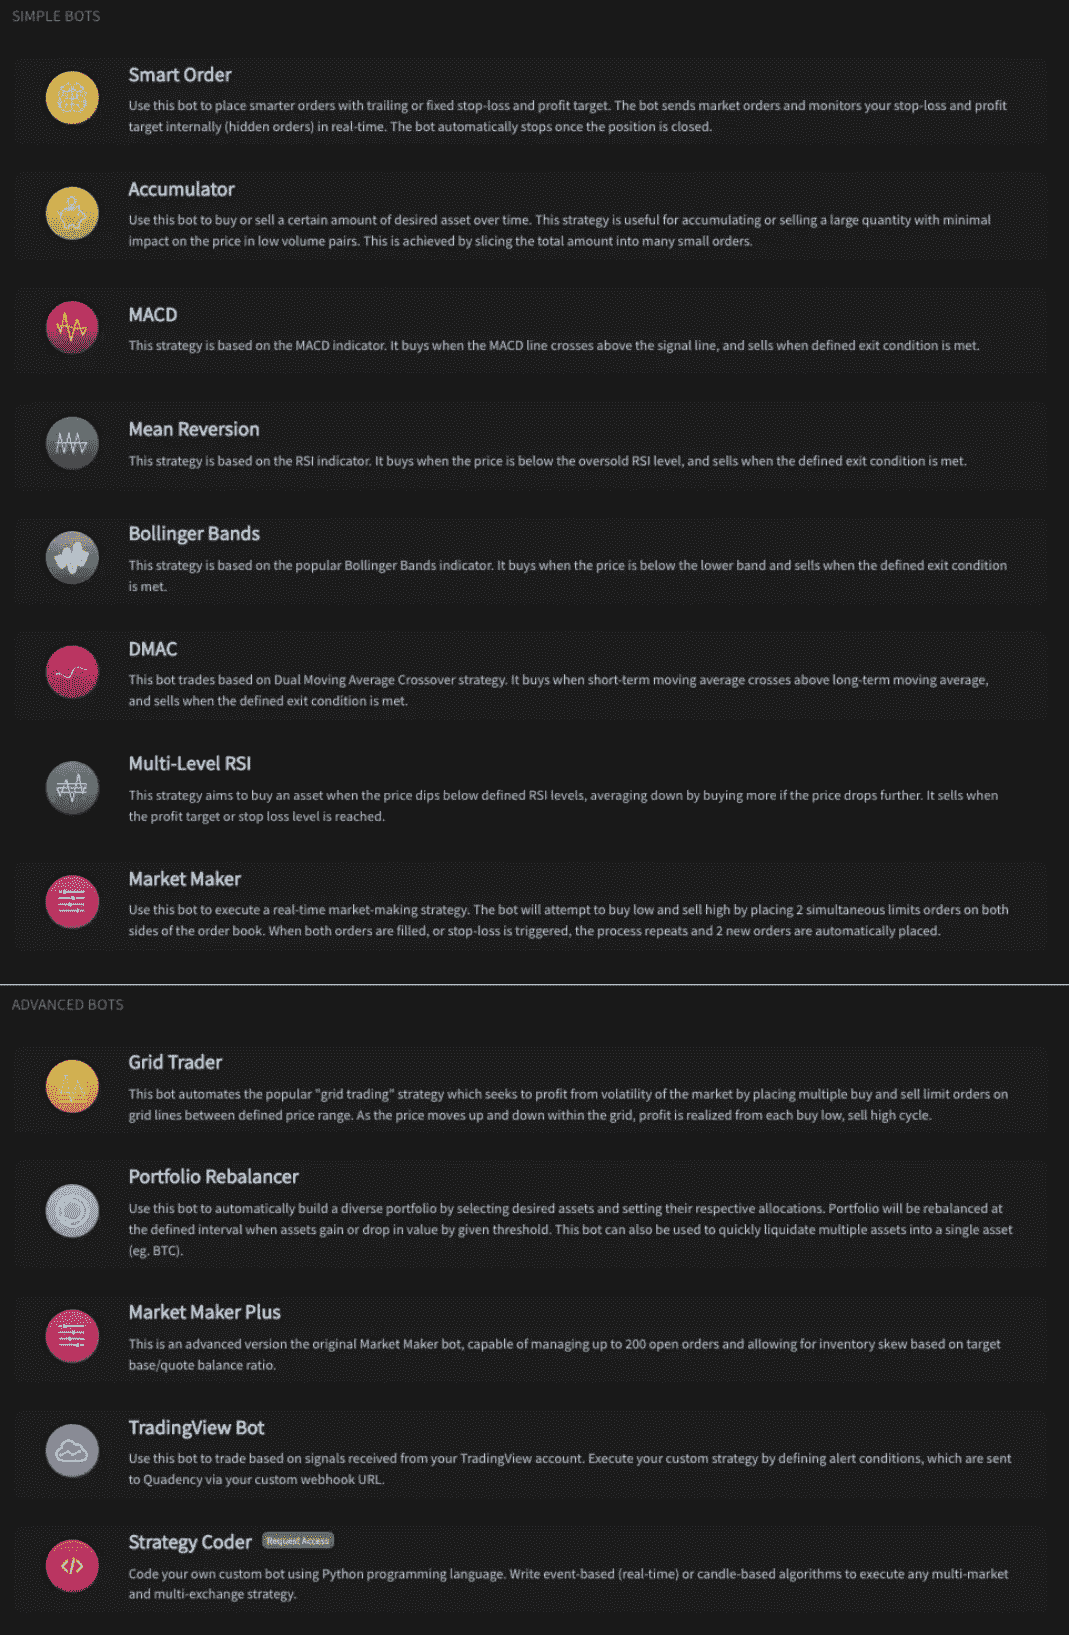 SIMPLE BOTS
Smart Order
Use this bot to place smarter orders with trailing or fixed stop-loss and profit target. The bot sends market orders and monitors your stop-loss and profit
target internally (hidden orders) in real-time. The bot automatically stops once the position is closed.
Accumulator
Use this bot to buy or sell a certain amount of desired asset over time. This strategy is useful for accumulating or selling a large quantity with minimal
impact on the price in low volume pairs. This is achieved by slicing the total amount into many small orders.
MACD
This strategy is based on the MACD indicator. It buys when the MACD line crosses above the signal line, and sells when defined exit condition is met.
Mean Reversion
This strategy is based on the RSI indicator. It buys when the price is below the oversold RSI level, and sells when the defined exit condition is met.
Bollinger Bands
This strategy is based on the popular Bollinger Bands indicator. It buys when the price is below the lower band and sells when the defined exit condition
is met.
DMAC
This bot trades based on Dual Moving Average Crossover strategy. It buys when short-term moving average crosses above long-term moving average,
and sells when the defined exit condition is met.
Multi-Level RSI
This strategy aims to buy an asset when the price dips below defined RSI levels, averaging down by buying more if the price drops further. It sells when
the profit target or stop loss level is reached.
Market Maker
Use this bot to execute a real-time market-making strategy. The bot will attempt to buy low and sell high by placing 2 simultaneous limits orders on both
sides of the order book. When both orders are filled, or stop-loss is triggered, the process repeats and 2 new orders are automatically placed.
ADVANCED BOTS
Grid Trader
This bot automates the popular "grid trading" strategy which seeks to profit from volatility of the market by placing multiple buy and sell limit orders on
grid lines between defined price range. As the price moves up and down within the grid, profit is realized from each buy low, sell high cycle.
Portfolio Rebalancer
Use this bot to automatically build a diverse portfolio by selecting desired assets and setting their respective allocations. Portfolio will be rebalanced at
the defined interval when assets gain or drop in value by given threshold. This bot can also be used to quickly liquidate multiple assets into a single asset
(eg. BTC).
Market Maker Plus
This is an advanced version the original Market Maker bot, capable of managing up to 200 open orders and allowing for inventory skew based on target
base/quote balance ratio.
TradingView Bot
Use this bot to trade based on signals received from your TradingView account. Execute your custom strategy by defining alert conditions, which are sent
to Quadency via your custom webhook URL.
Strategy Coder Request Access
Code your own custom bot using Python programming language. Write event-based (real-time) or candle-based algorithms to execute any multi-market
and multi-exchange strategy.